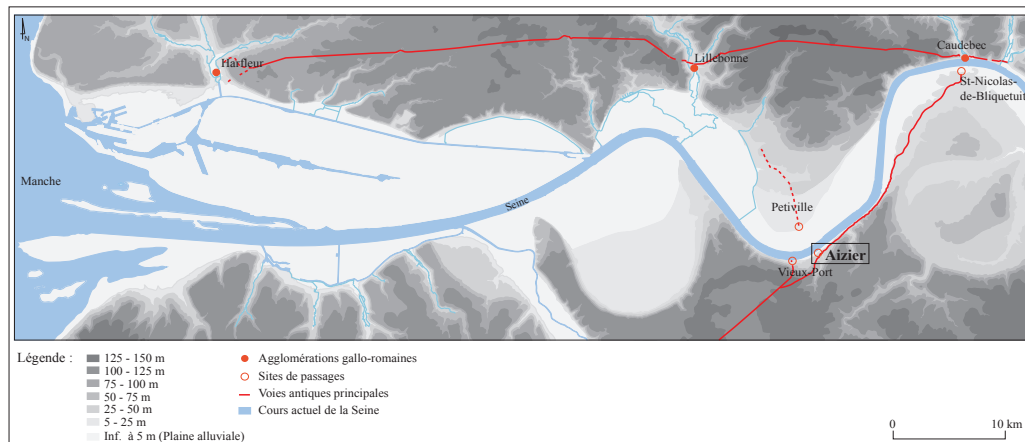 N
Harfleur
Lillebonne
Caudebec
St-Nicolas-
de-Bliquetuit
Manche
Seine
Petiville
Aizier
Vieux-Port
Légende :
125 - 150 m
100 - 125 m
75 - 100 m
50 - 75 m
25 - 50 m
5 - 25 m
Inf. à 5 m (Plaine alluviale)
Agglomérations gallo-romaines
Sites de passages
Voies antiques principales
Cours actuel de la Seine
0 10 km